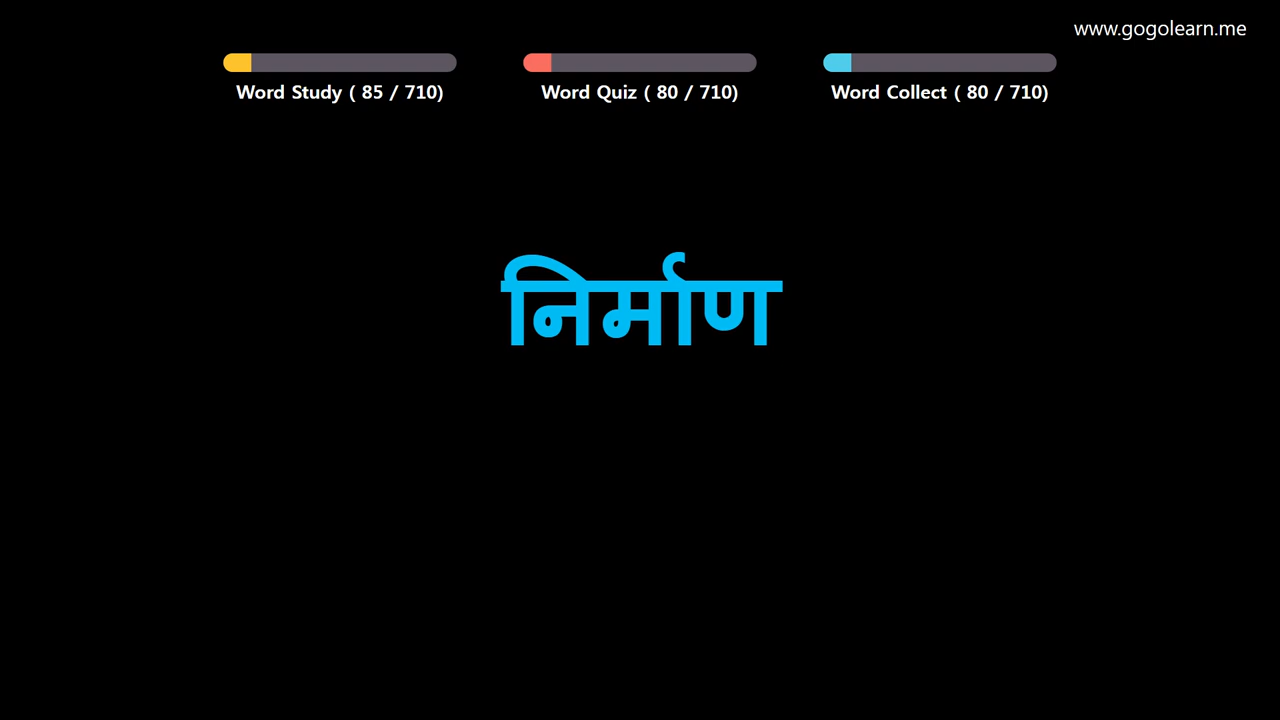 www.gogolearn.me
Word Study ( 85 / 710)
Word Quiz ( 80 / 710)
Word Collect ( 80 / 710)
निर्माण